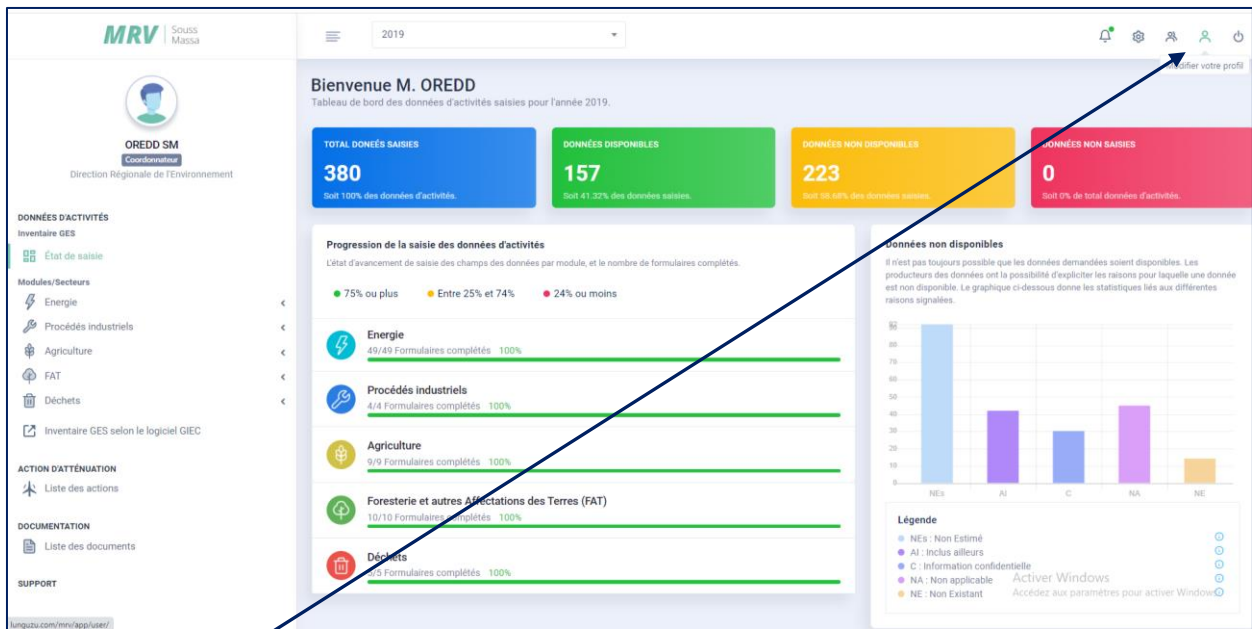 MRV Souss
Massa
2019
Modifier votre profil
OREDD SM
Coordonnateur
Direction Régionale de l'Environnement
DONNÉES D'ACTIVITÉS
Inventaire GES
État de saisie
Modules/Secteurs
Energie
Procédés industriels
Agriculture
FAT
Déchets
Inventaire GES selon le logiciel GIEC
ACTION D'ATTÉNUATION
Liste des actions
DOCUMENTATION
Liste des documents
SUPPORT
lunguzu.com/mrv/app/user/
Bienvenue M. OREDD
Tableau de bord des données d'activités saisies pour l'année 2019.
TOTAL DONEÉS SAISIES
380
Soit 100% des données d'activités.
DONNÉES DISPONIBLES
157
Soit 41.32% des données saisies.
DONNÉES NON DISPONIBLES
223
Soit 58.68% des données saisies.
DONNÉES NON SAISIES
0
Soit 0% de total données d'activités.
Progression de la saisie des données d'activités
L'état d'avancement de saisie des champs des données par module, et le nombre de formulaires complétés.
75% ou plus
Entre 25% et 74%
24% ou moins
Energie
49/49 Formulaires complétés 100%
Procédés industriels
4/4 Formulaires complétés 100%
Agriculture
9/9 Formulaires complétés 100%
Foresterie et autres Affectations des Terres (FAT)
10/10 Formulaires complétés 100%
Déchets
5/5 Formulaires complétés 100%
Données non disponibles
Il n'est pas toujours possible que les données demandées soient disponibles. Les
producteurs des données ont la possibilité d'expliciter les raisons pour laquelle une donnée
est non disponible. Le graphique ci-dessous donne les statistiques liés aux différentes
raisons signalées.
80
70
60
50
40
30
20
10
0
NEs AI C NA NE
Légende
NEs : Non Estimé
AI : Inclus ailleurs
C : Information confidentielle
NA : Non applicable
NE : Non Existant
Activer Windows
Accédez aux paramètres pour activer Windows